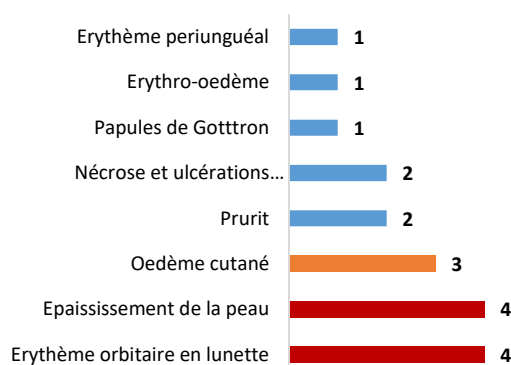 Erythème periunguéal 1
Erythro-oedème 1
Papules de Gotttron 1
Nécrose et ulcérations... 2
Prurit 2
Oedème cutané 3
Epaississement de la peau 4
Erythème orbitaire en lunette 4